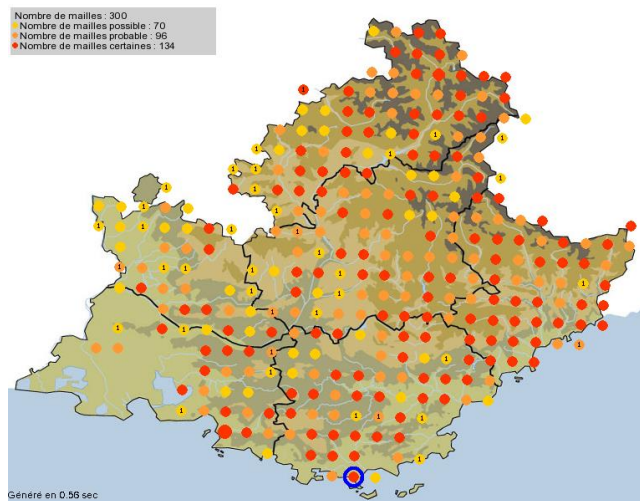 Nombre de mailles : 300
Nombre de mailles possible : 70
Nombre de mailles probable : 96
Nombre de mailles certaines : 134
Généré en 0.56 sec